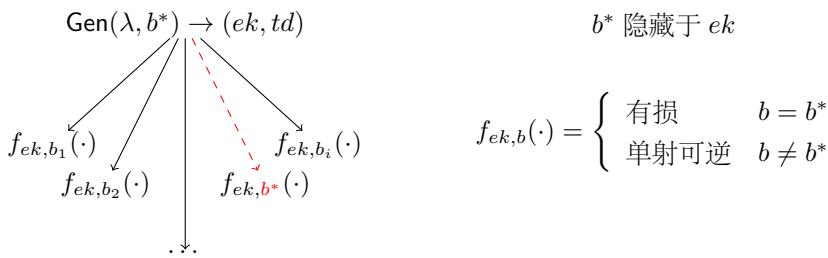 Gen(λ, b*) → (ek, td)
b* 隐藏于 ek
f_{ek,b_1}(·)
f_{ek,b_i}(·)
f_{ek,b_2}(·)
f_{ek,b*}(·)
...
f_{ek,b}(·) = {
有损 b = b*
单射可逆 b ≠ b*